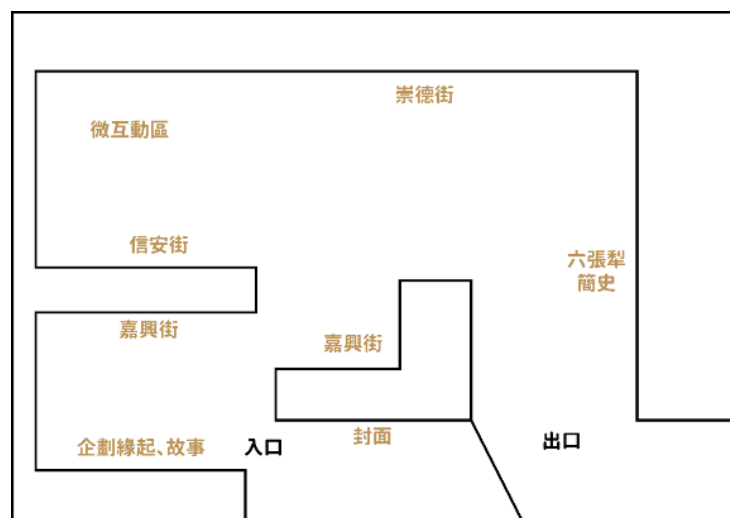 崇德街
微互動區
信安街
六張犁
簡史
嘉興街
嘉興街
企劃緣起、故事
入口
封面
出口